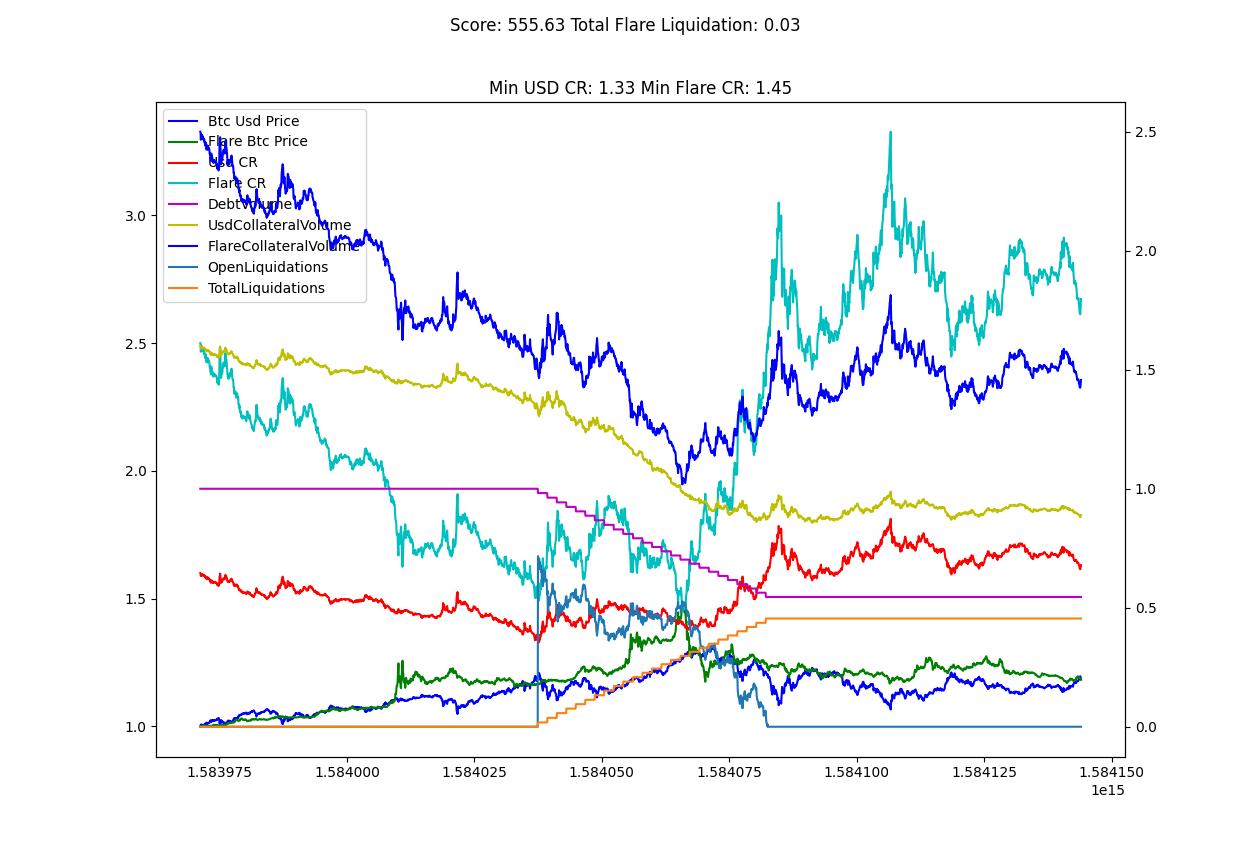 Score: 555.63 Total Flare Liquidation: 0.03
Min USD CR: 1.33 Min Flare CR: 1.45
Btc Usd Price
Flare Btc Price
Usd CR
Flare CR
DebtVolume
UsdCollateralVolume
FlareCollateralVolume
OpenLiquidations
TotalLiquidations
3.0
2.5
2.0
1.5
1.0
2.5
2.0
1.5
1.0
0.5
0.0
1.583975 1.584000 1.584025 1.584050 1.584075 1.584100 1.584125 1.584150
1e15